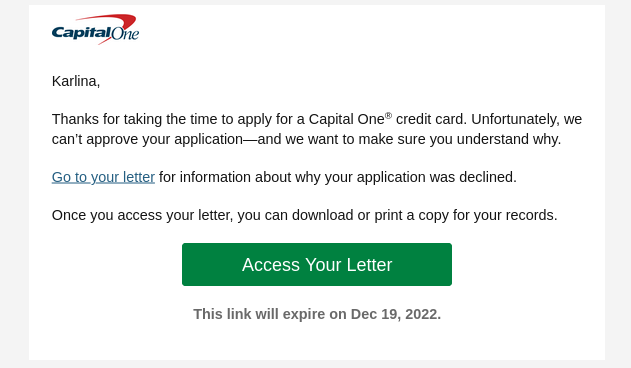 Capital One
Karlina,
Thanks for taking the time to apply for a Capital One® credit card. Unfortunately, we
can’t approve your application—and we want to make sure you understand why.
Go to your letter for information about why your application was declined.
Once you access your letter, you can download or print a copy for your records.
Access Your Letter
This link will expire on Dec 19, 2022.